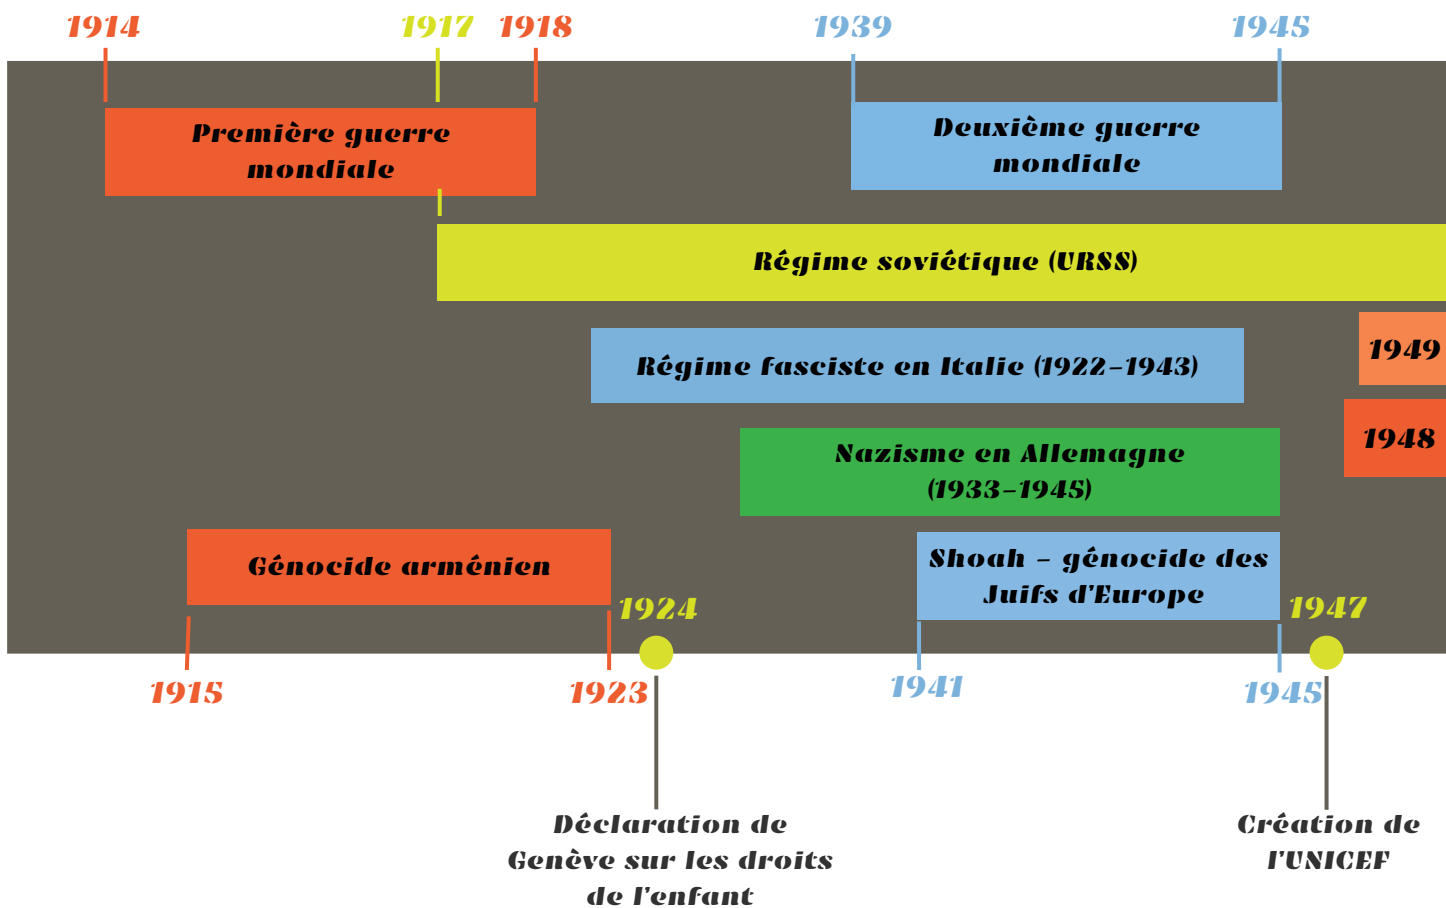 1914
1917
1918
1939
1945
Première guerre
mondiale
Deuxième guerre
mondiale
Régime soviétique (URSS)
Régime fasciste en Italie (1922-1943)
1949
1948
Nazisme en Allemagne
(1933-1945)
Génocide arménien
Shoah - génocide des
Juifs d'Europe
1924
1947
1915
1923
1941
1945
Déclaration de
Genève sur les droits
de l'enfant
Création de
l'UNICEF